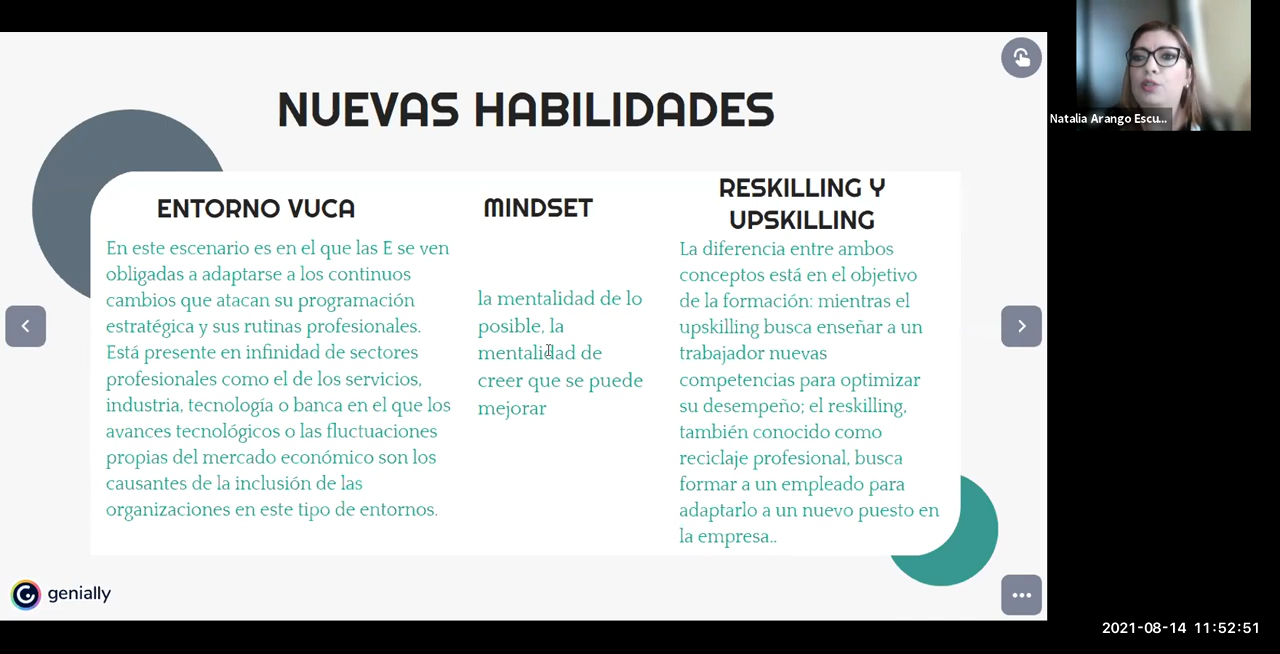 NUEVAS HABILIDADES
ENTORNO VUCA
En este escenario es en el que las E se ven
obligadas a adaptarse a los continuos
cambios que atacan su programación
estratégica y sus rutinas profesionales.
Está presente en infinidad de sectores
profesionales como el de los servicios,
industria, tecnología o banca en el que los
avances tecnológicos o las fluctuaciones
propias del mercado económico son los
causantes de la inclusión de las
organizaciones en este tipo de entornos.
MINDSET
la mentalidad de lo
posible, la
mentalidad de
creer que se puede
mejorar
RESKILLING Y
UPSKILLING
La diferencia entre ambos
conceptos está en el objetivo
de la formación: mientras el
upskilling busca enseñar a un
trabajador nuevas
competencias para optimizar
su desempeño; el reskilling,
también conocido como
reciclaje profesional, busca
formar a un empleado para
adaptarlo a un nuevo puesto en
la empresa..
genially
Natalia Arango Escu...
2021-08-14 11:52:51